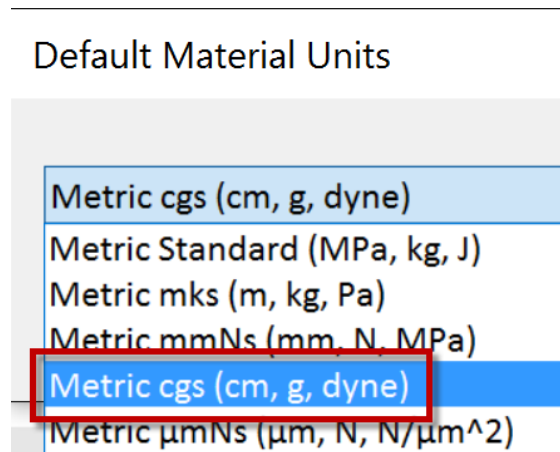 Default Material Units
Metric cgs (cm, g, dyne)
Metric Standard (MPa, kg, J)
Metric mks (m, kg, Pa)
Metric mmNs (mm, N, MPa)
Metric cgs (cm, g, dyne)
Metric μmNs (μm, N, N/μm^2)